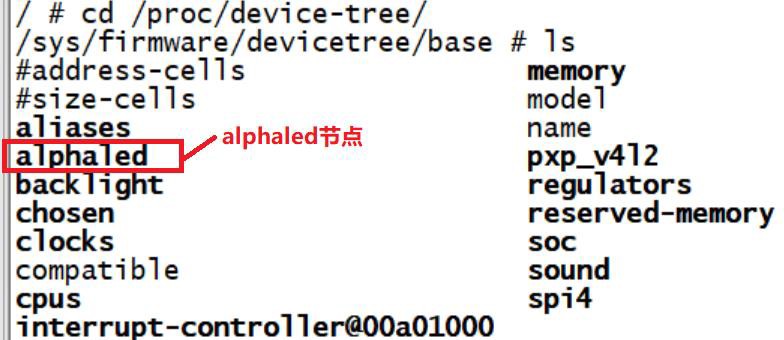 / # cd /proc/device-tree/
/sys/firmware/devicetree/base # ls
#address-cells memory
#size-cells model
aliases name
alphaled pxp_v4l2
alphaled节点
backlight regulators
chosen reserved-memory
clocks soc
compatible sound
cpus spi4
interrupt-controller@00a01000